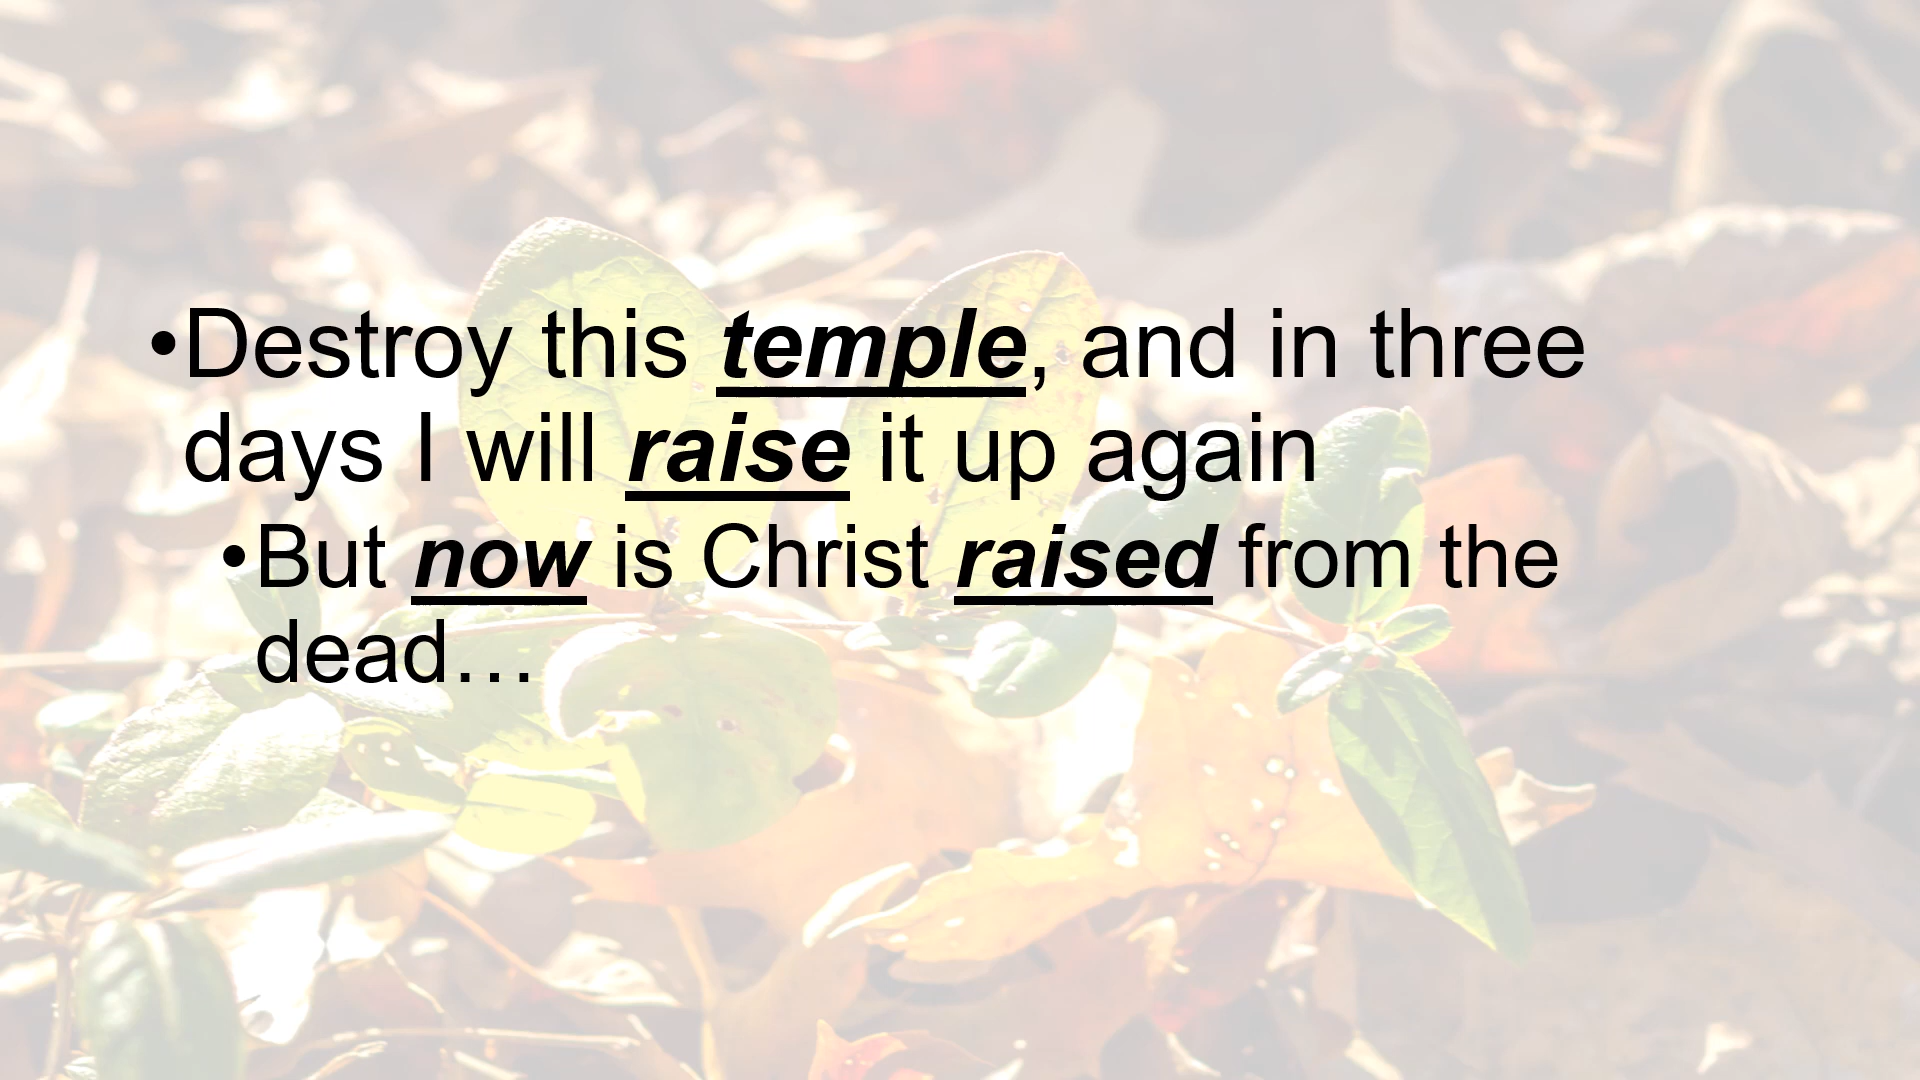 •Destroy this temple, and in three
days I will raise it up again
•But now is Christ raised from the
dead…